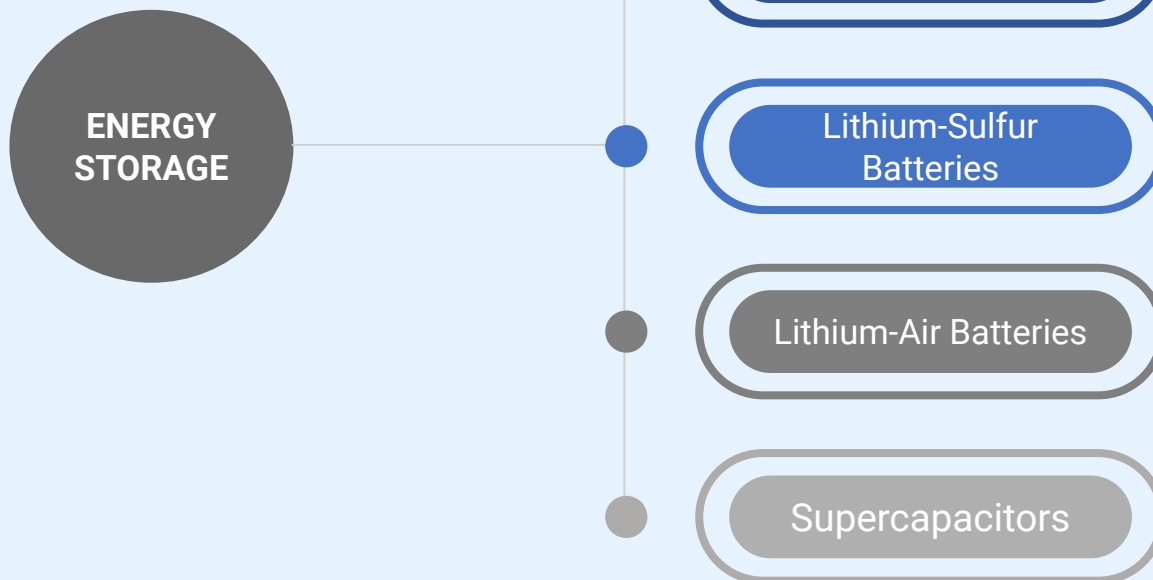 ENERGY
STORAGE
Lithium-Sulfur
Batteries
Lithium-Air Batteries
Supercapacitors